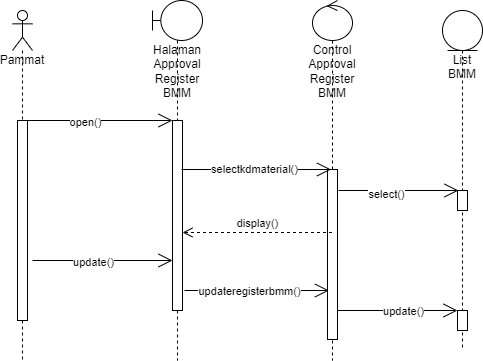 Pammat
Halaman
Approval
Register
BMM
Control
Approval
Register
BMM
List
BMM
open()
selectkdmaterial()
select()
display()
update()
updateregisterbmm()
update()